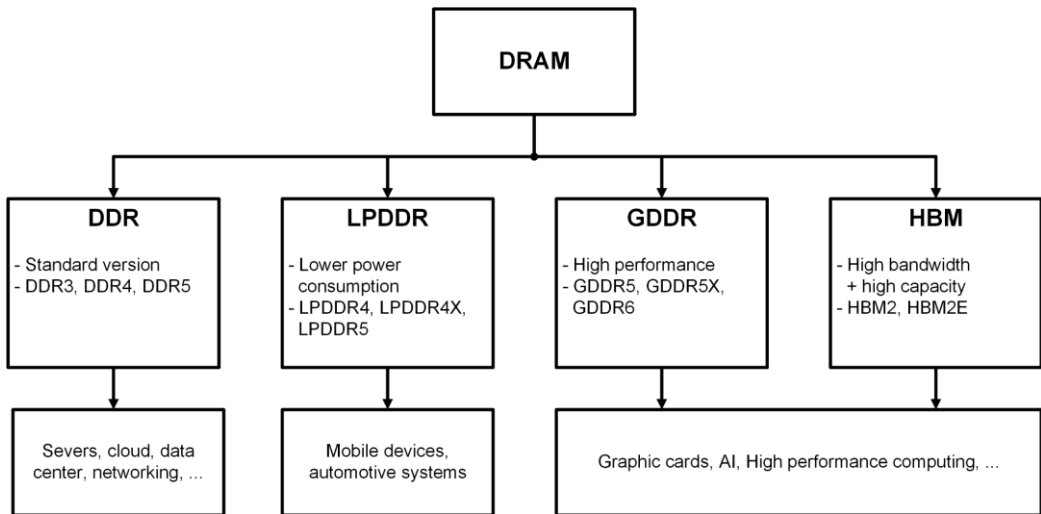 DRAM
DDR
- Standard version
- DDR3, DDR4, DDR5
LPDDR
- Lower power
consumption
- LPDDR4, LPDDR4X,
LPDDR5
GDDR
- High performance
- GDDR5, GDDR5X,
GDDR6
HBM
- High bandwidth
+ high capacity
- HBM2, HBM2E
Severs, cloud, data
center, networking, ...
Mobile devices,
automotive systems
Graphic cards, AI, High performance computing, ...